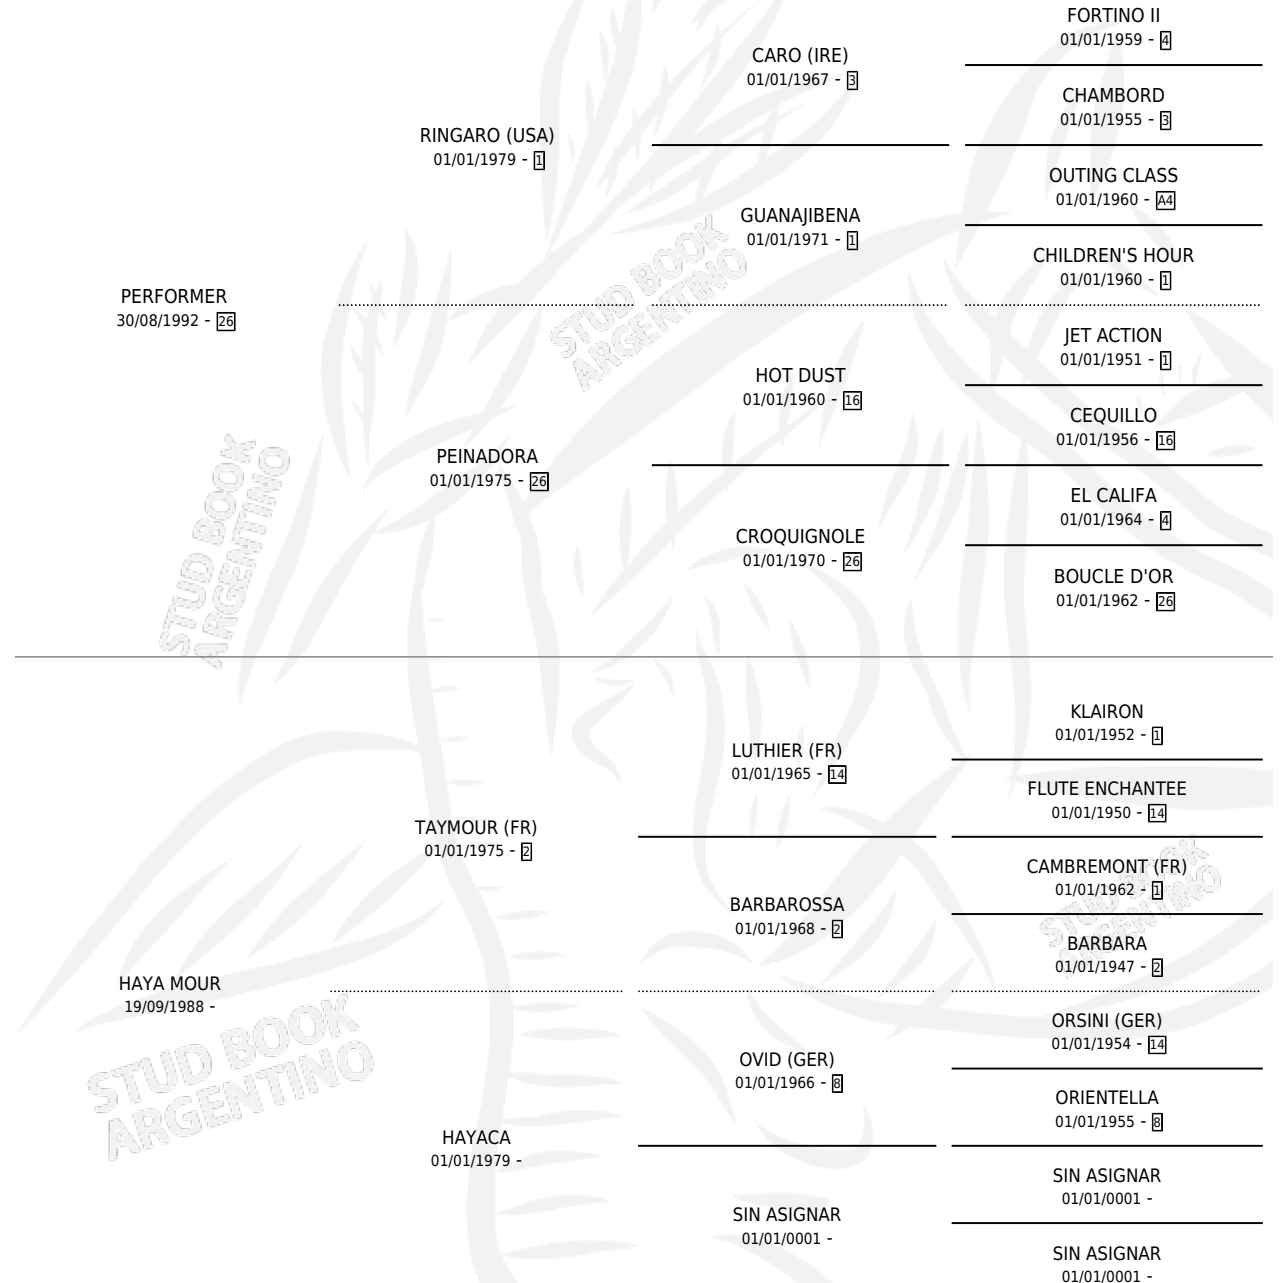 FORTINO II
01/01/1959 - 4
CARO (IRE)
01/01/1967 - 3
CHAMBORD
01/01/1955 - 3
RINGARO (USA)
01/01/1979 - 1
OUTING CLASS
01/01/1960 - A4
GUANAJIBENA
01/01/1971 - 1
CHILDREN'S HOUR
01/01/1960 - 1
PERFORMER
30/08/1992 - 26
JET ACTION
01/01/1951 - 1
HOT DUST
01/01/1960 - 16
CEQUILLO
01/01/1956 - 16
PEINADORA
01/01/1975 - 26
EL CALIFA
01/01/1964 - 4
CROQUIGNOLE
01/01/1970 - 26
BOUCLE D'OR
01/01/1962 - 26
STUD BOOK
ARGENTINO
STUD BOOK
ARGENTINO
KLAIRON
01/01/1952 - 1
LUTHIER (FR)
01/01/1965 - 14
FLUTE ENCHANTEE
01/01/1950 - 14
TAYMOUR (FR)
01/01/1975 - 2
CAMBREMONT (FR)
01/01/1962 - 1
BARBAROSSA
01/01/1968 - 2
BARBARA
01/01/1947 - 2
HAYA MOUR
19/09/1988 -
ORSINI (GER)
01/01/1954 - 14
OVID (GER)
01/01/1966 - 8
ORIENTELLA
01/01/1955 - 8
HAYACA
01/01/1979 -
SIN ASIGNAR
01/01/0001 -
SIN ASIGNAR
01/01/0001 -
SIN ASIGNAR
01/01/0001 -
STUD BOOK
ARGENTINO
STUD BOOK
ARGENTINO